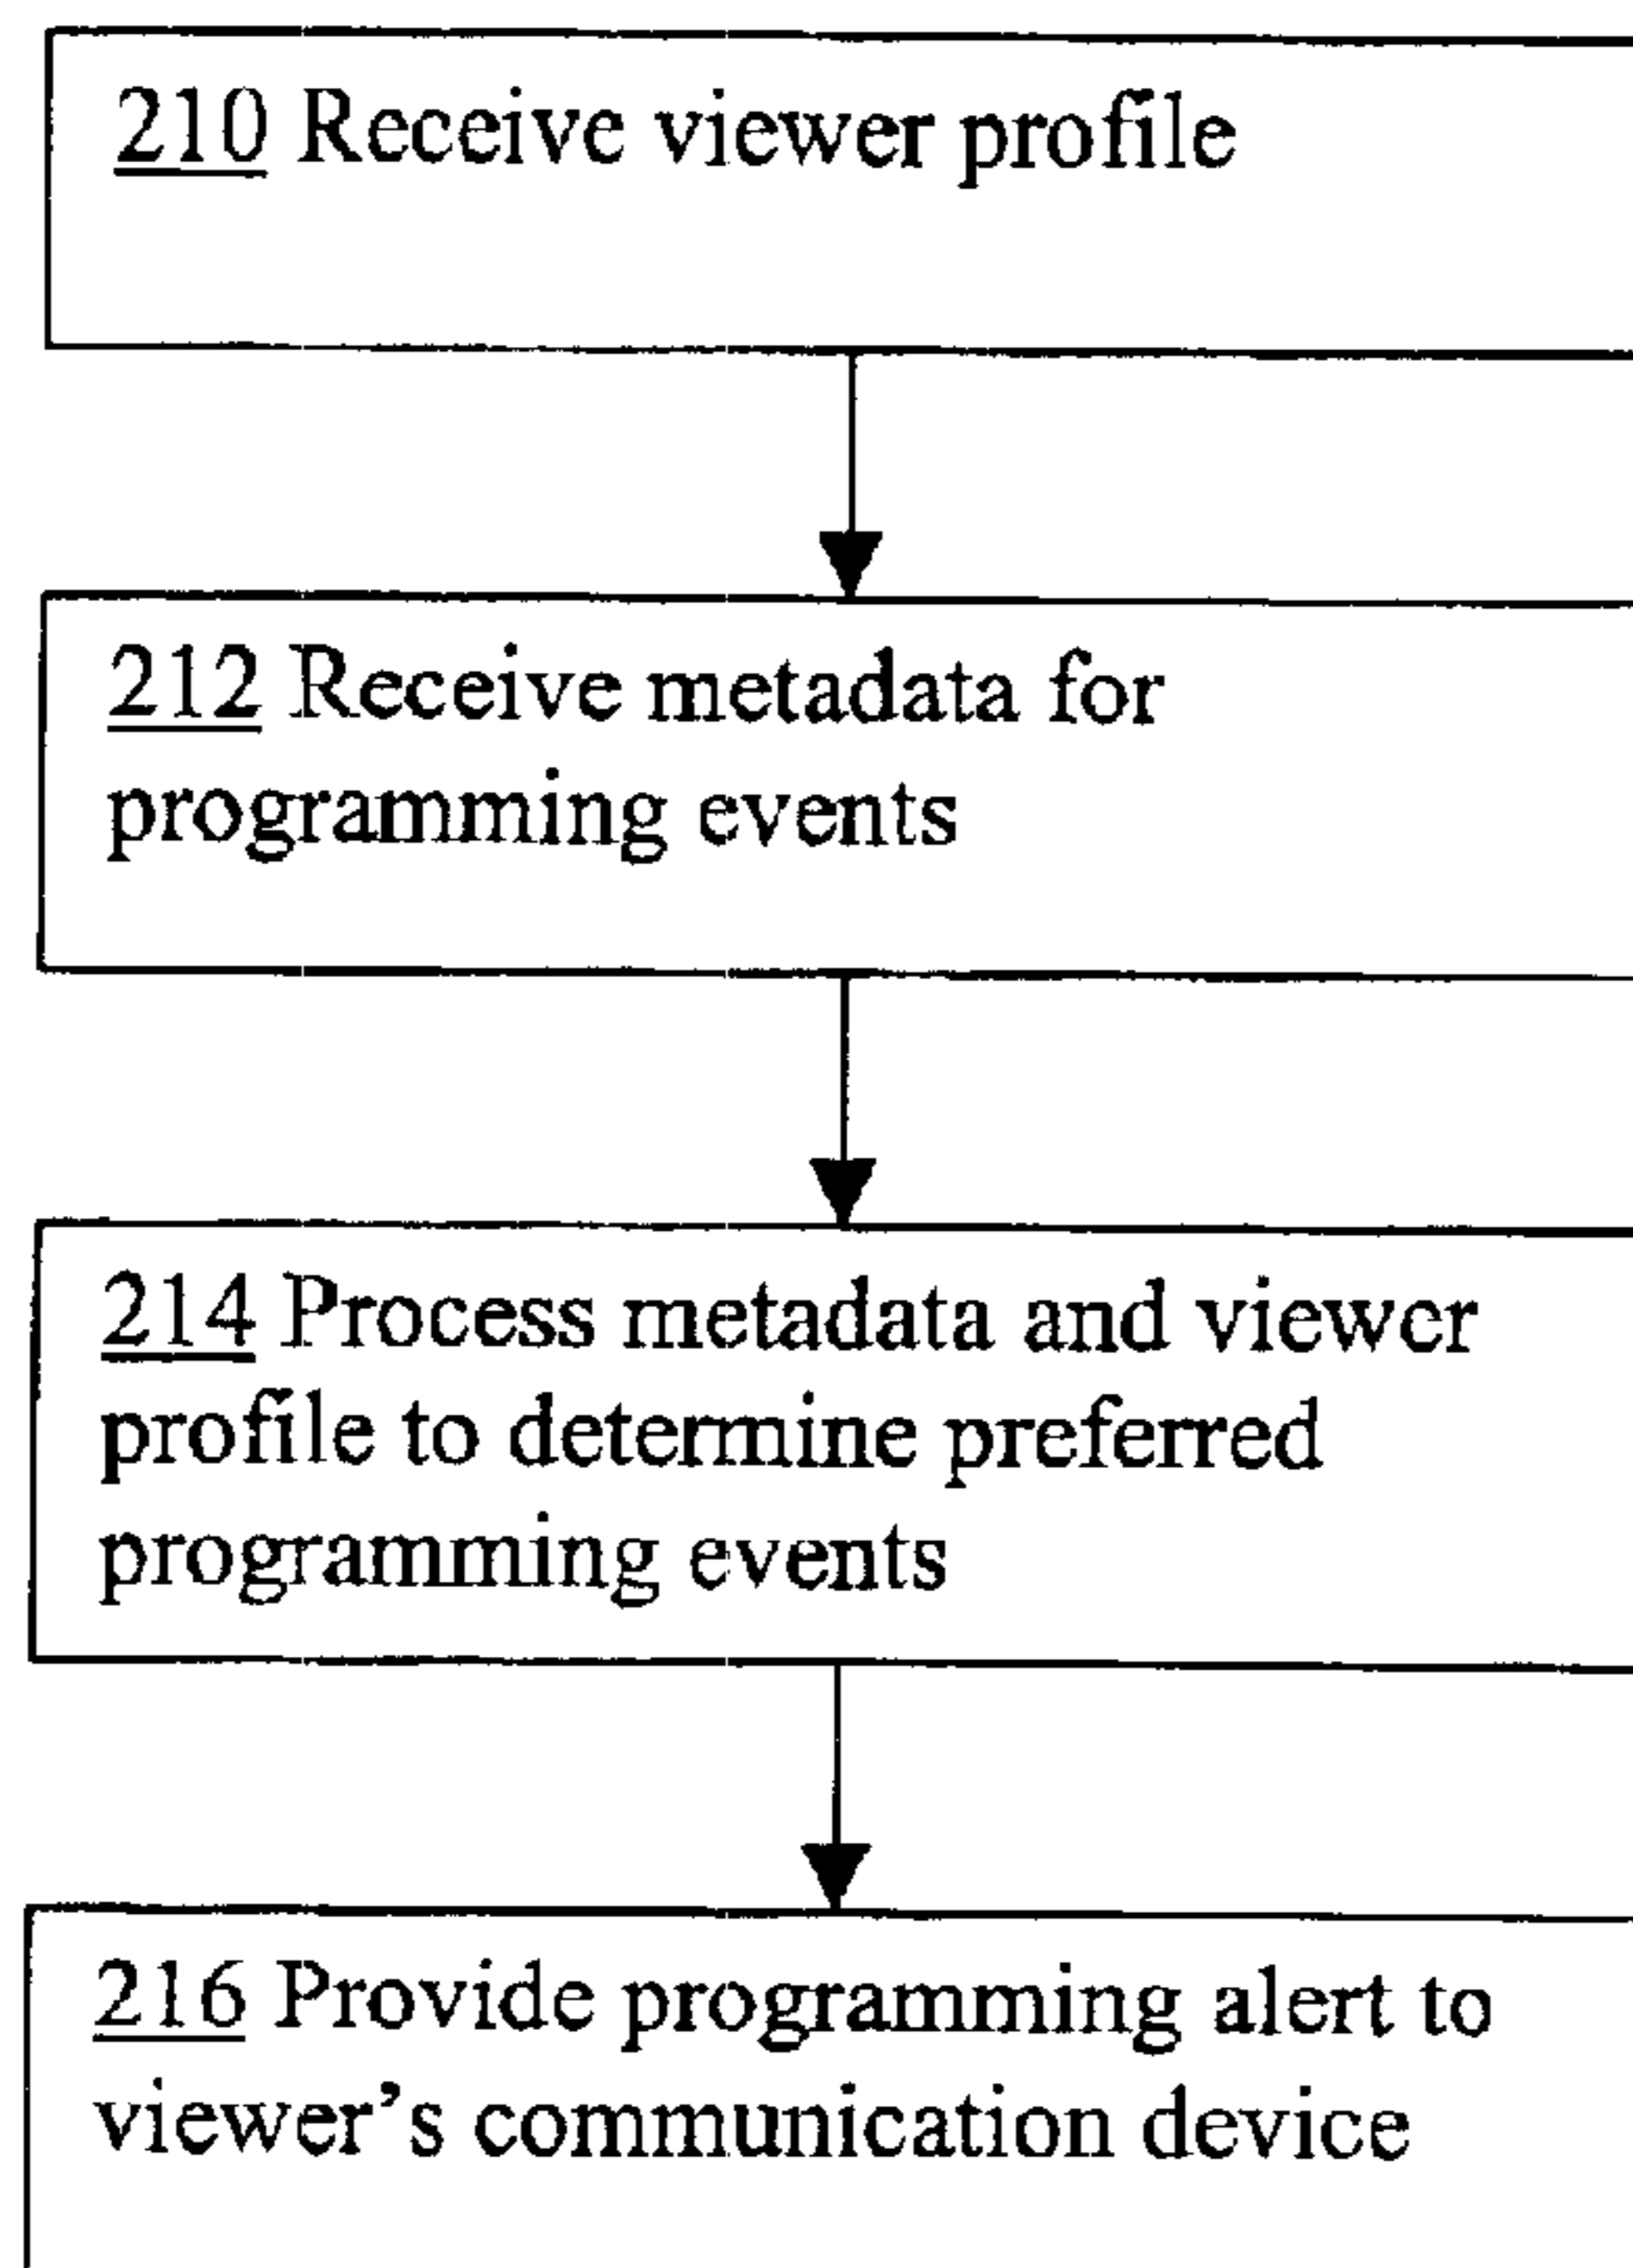 210 Receive viewer profile
212 Receive metadata for
programming events
214 Process metadata and viewer
profile to determine preferred
programming events
216 Provide programming alert to
viewer's communication device